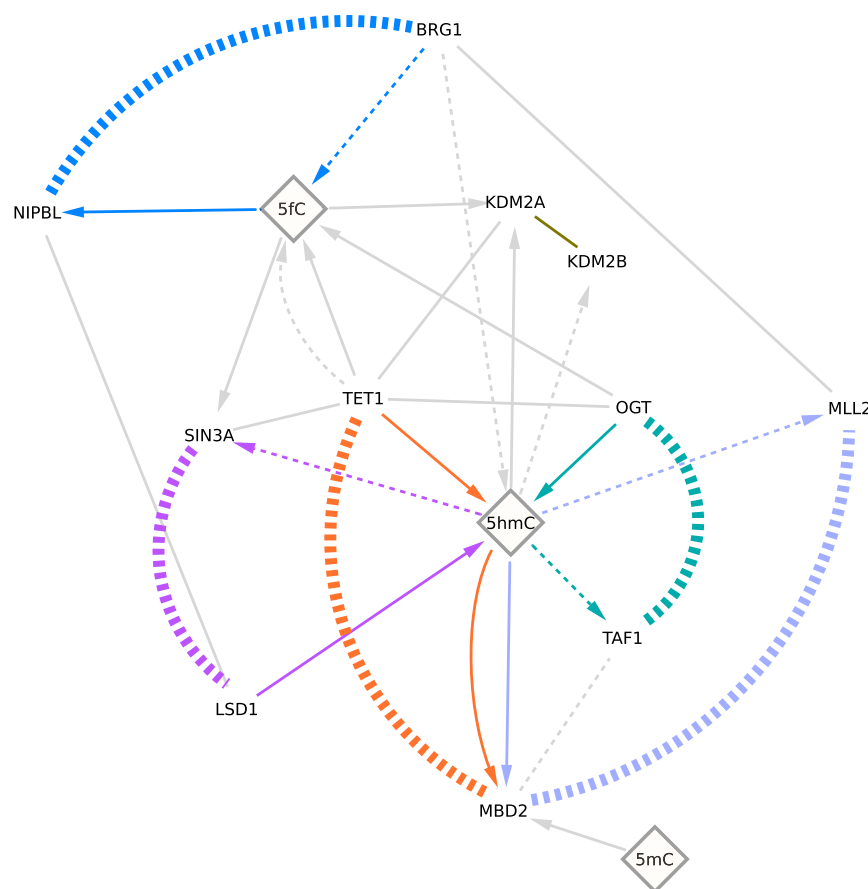 BRG1
5fC
KDM2A
NIPBL
KDM2B
TET1
OGT
MLL2
SIN3A
5hmC
TAF1
LSD1
MBD2
5mC